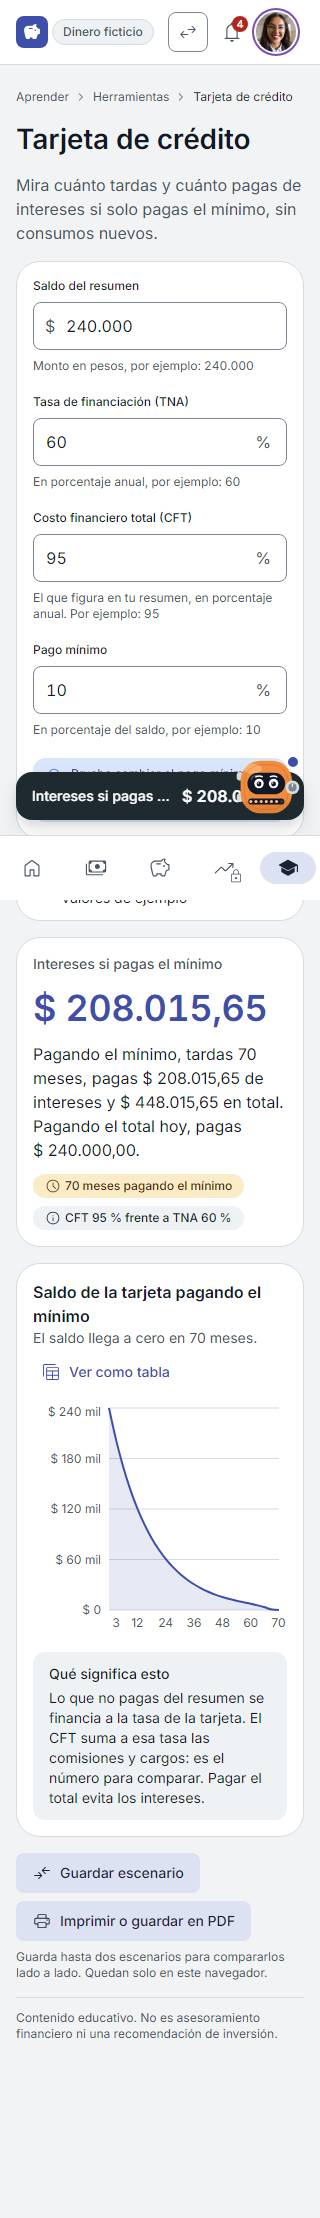 Dinero ficticio
4
Aprender > Herramientas > Tarjeta de crédito
Tarjeta de crédito
Mira cuánto tardas y cuánto pagas de
intereses si solo pagas el mínimo, sin
consumos nuevos.
Saldo del resumen
$ 240.000
Monto en pesos, por ejemplo: 240.000
Tasa de financiación (TNA)
60 %
En porcentaje anual, por ejemplo: 60
Costo financiero total (CFT)
95 %
El que figura en tu resumen, en porcentaje
anual. Por ejemplo: 95
Pago mínimo
10 %
En porcentaje del saldo, por ejemplo: 10
Intereses si pagas ... $ 208.0
valores de ejemplo
Intereses si pagas el mínimo
$ 208.015,65
Pagando el mínimo, tardas 70
meses, pagas $ 208.015,65 de
intereses y $ 448.015,65 en total.
Pagando el total hoy, pagas
$ 240.000,00.
70 meses pagando el mínimo
CFT 95 % frente a TNA 60 %
Saldo de la tarjeta pagando el
mínimo
El saldo llega a cero en 70 meses.
Ver como tabla
$ 240 mil
$ 180 mil
$ 120 mil
$ 60 mil
$ 0
3 12 24 36 48 60 70
Qué significa esto
Lo que no pagas del resumen se
financia a la tasa de la tarjeta. El
CFT suma a esa tasa las
comisiones y cargos: es el
número para comparar. Pagar el
total evita los intereses.
Guardar escenario
Imprimir o guardar en PDF
Guarda hasta dos escenarios para compararlos
lado a lado. Quedan solo en este navegador.
Contenido educativo. No es asesoramiento
financiero ni una recomendación de inversión.